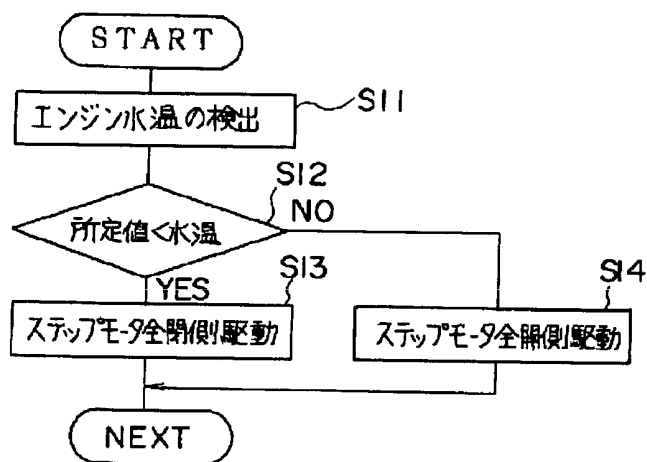 START
エンジン水温の検出
S11
S12
所定値<水温
NO
YES
S13
ステップモータ全閉側駆動
S14
ステップモータ全開側駆動
NEXT